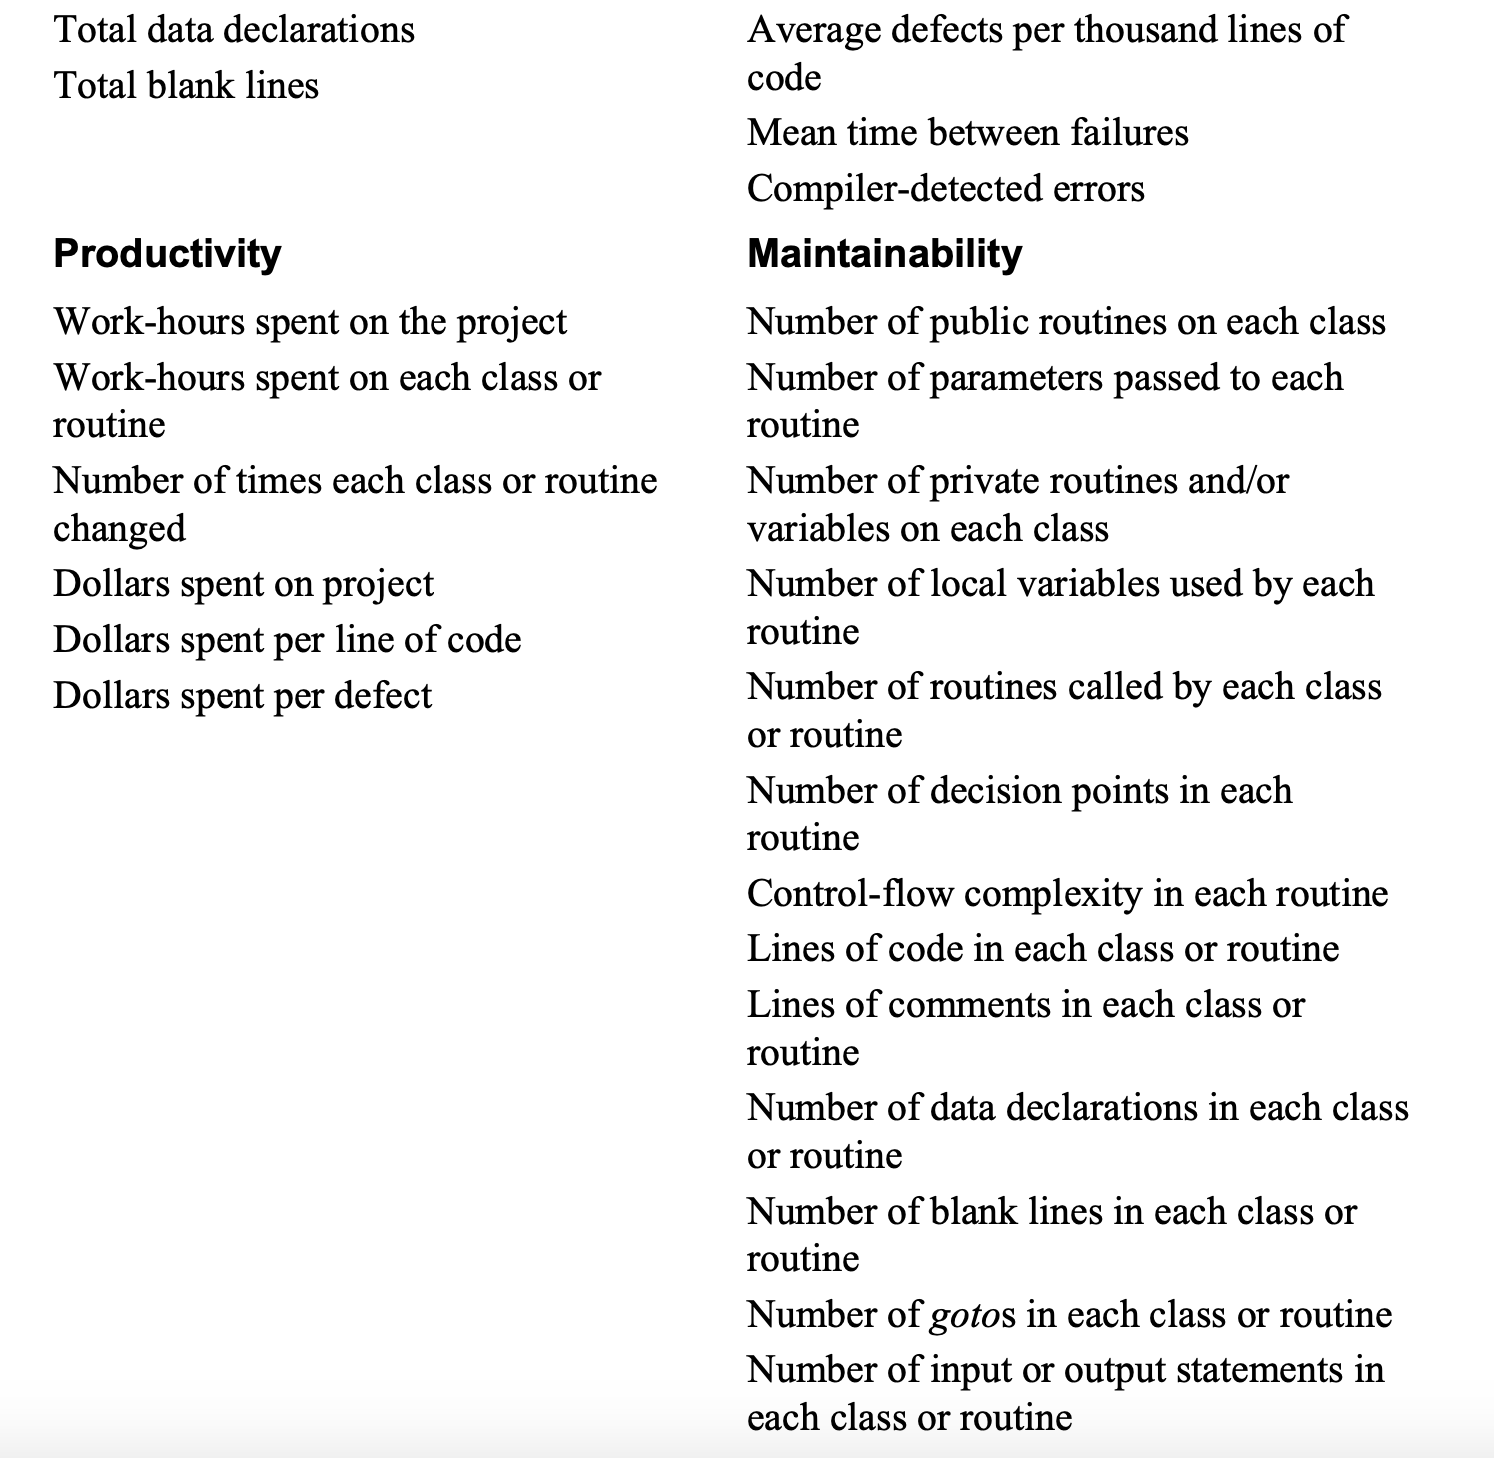 Total data declarations
Total blank lines
Average defects per thousand lines of
code
Mean time between failures
Compiler-detected errors
Productivity
Work-hours spent on the project
Work-hours spent on each class or
routine
Number of times each class or routine
changed
Dollars spent on project
Dollars spent per line of code
Dollars spent per defect
Maintainability
Number of public routines on each class
Number of parameters passed to each
routine
Number of private routines and/or
variables on each class
Number of local variables used by each
routine
Number of routines called by each class
or routine
Number of decision points in each
routine
Control-flow complexity in each routine
Lines of code in each class or routine
Lines of comments in each class or
routine
Number of data declarations in each class
or routine
Number of blank lines in each class or
routine
Number of gotos in each class or routine
Number of input or output statements in
each class or routine